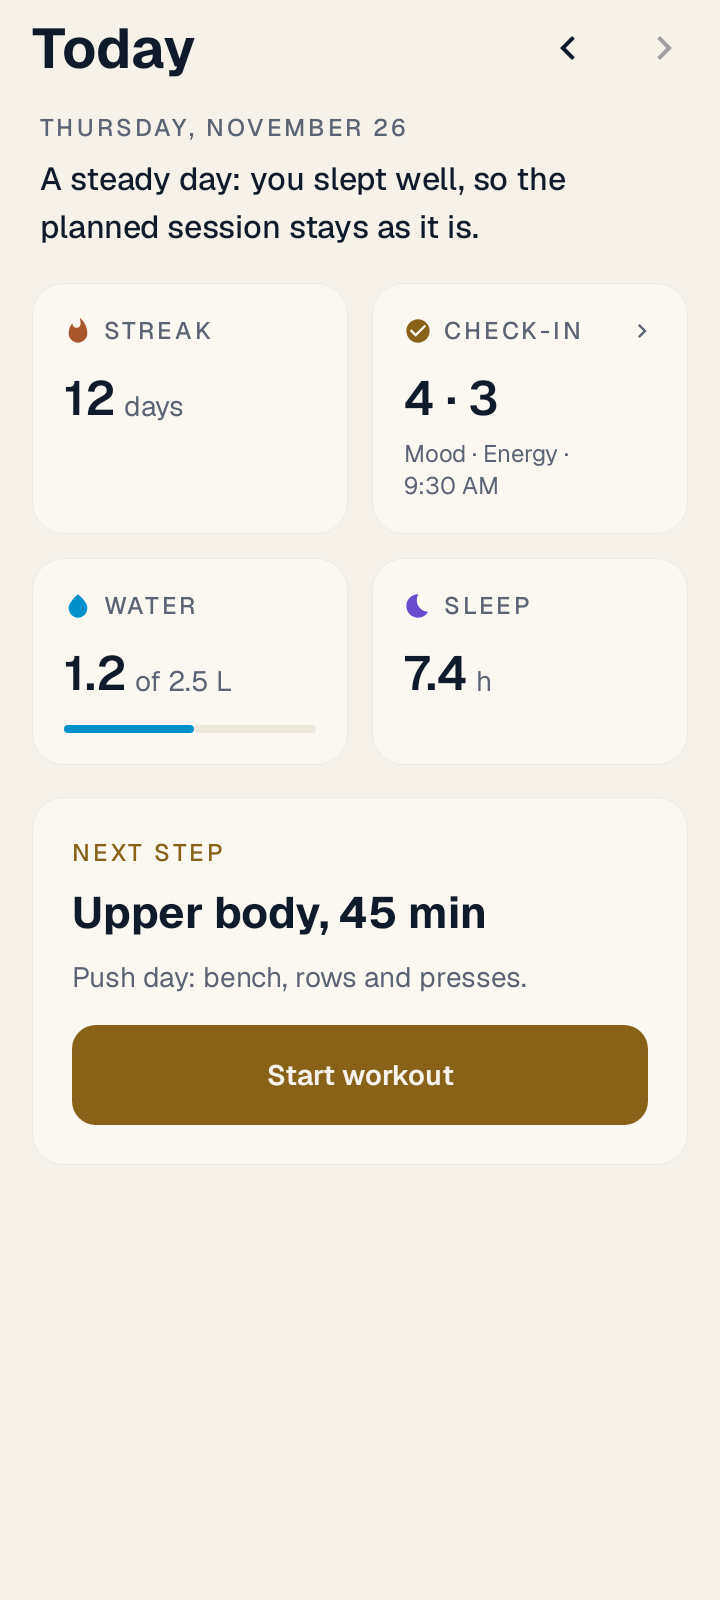 Today
THURSDAY, NOVEMBER 26
A steady day: you slept well, so the
planned session stays as it is.
STREAK
12 days
CHECK-IN
4 · 3
Mood · Energy ·
9:30 AM
WATER
1.2 of 2.5 L
SLEEP
7.4 h
NEXT STEP
Upper body, 45 min
Push day: bench, rows and presses.
Start workout